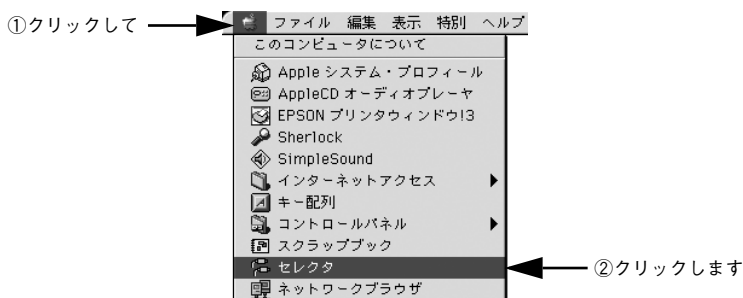 ①クリックして
ファイル 編集 表示 特別 ヘルプ
このコンピュータについて
Apple システム・プロフィール
AppleCD オーディオプレーヤ
EPSON プリンタウィンドウ!3
Sherlock
SimpleSound
インターネットアクセス
キー配列
コントロールパネル
スクラップブック
セレクタ
②クリックします
ネットワークブラウザ